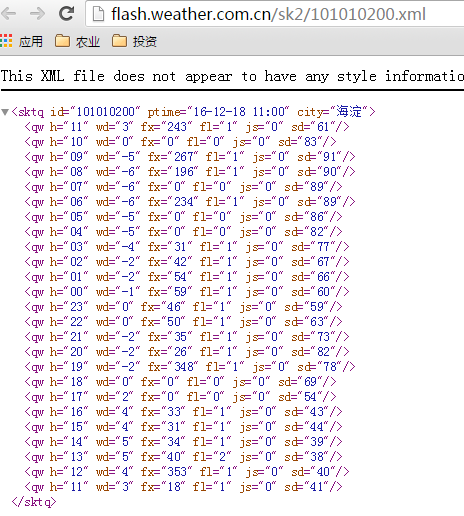 flash.weather.com.cn/sk2/101010200.xml
应用 农业 投资
This XML file does not appear to have any style informatio
▼<sktq id="101010200" ptime="16-12-18 11:00" city="海淀">
<qw h="11" wd="3" fx="243" fl="1" js="0" sd="61"/>
<qw h="10" wd="0" fx="0" fl="0" js="0" sd="83"/>
<qw h="09" wd="-5" fx="267" fl="1" js="0" sd="91"/>
<qw h="08" wd="-6" fx="196" fl="1" js="0" sd="90"/>
<qw h="07" wd="-6" fx="0" fl="0" js="0" sd="89"/>
<qw h="06" wd="-6" fx="234" fl="1" js="0" sd="89"/>
<qw h="05" wd="-5" fx="0" fl="0" js="0" sd="86"/>
<qw h="04" wd="-5" fx="0" fl="0" js="0" sd="82"/>
<qw h="03" wd="-4" fx="31" fl="1" js="0" sd="77"/>
<qw h="02" wd="-2" fx="42" fl="1" js="0" sd="67"/>
<qw h="01" wd="-2" fx="54" fl="1" js="0" sd="66"/>
<qw h="00" wd="-1" fx="59" fl="1" js="0" sd="60"/>
<qw h="23" wd="0" fx="46" fl="1" js="0" sd="59"/>
<qw h="22" wd="0" fx="50" fl="1" js="0" sd="63"/>
<qw h="21" wd="-2" fx="35" fl="1" js="0" sd="73"/>
<qw h="20" wd="-2" fx="26" fl="1" js="0" sd="82"/>
<qw h="19" wd="-2" fx="348" fl="1" js="0" sd="78"/>
<qw h="18" wd="0" fx="0" fl="0" js="0" sd="69"/>
<qw h="17" wd="2" fx="0" fl="0" js="0" sd="54"/>
<qw h="16" wd="4" fx="33" fl="1" js="0" sd="43"/>
<qw h="15" wd="4" fx="31" fl="1" js="0" sd="44"/>
<qw h="14" wd="5" fx="34" fl="1" js="0" sd="39"/>
<qw h="13" wd="5" fx="40" fl="2" js="0" sd="38"/>
<qw h="12" wd="4" fx="353" fl="1" js="0" sd="40"/>
<qw h="11" wd="3" fx="18" fl="1" js="0" sd="41"/>
</sktq>